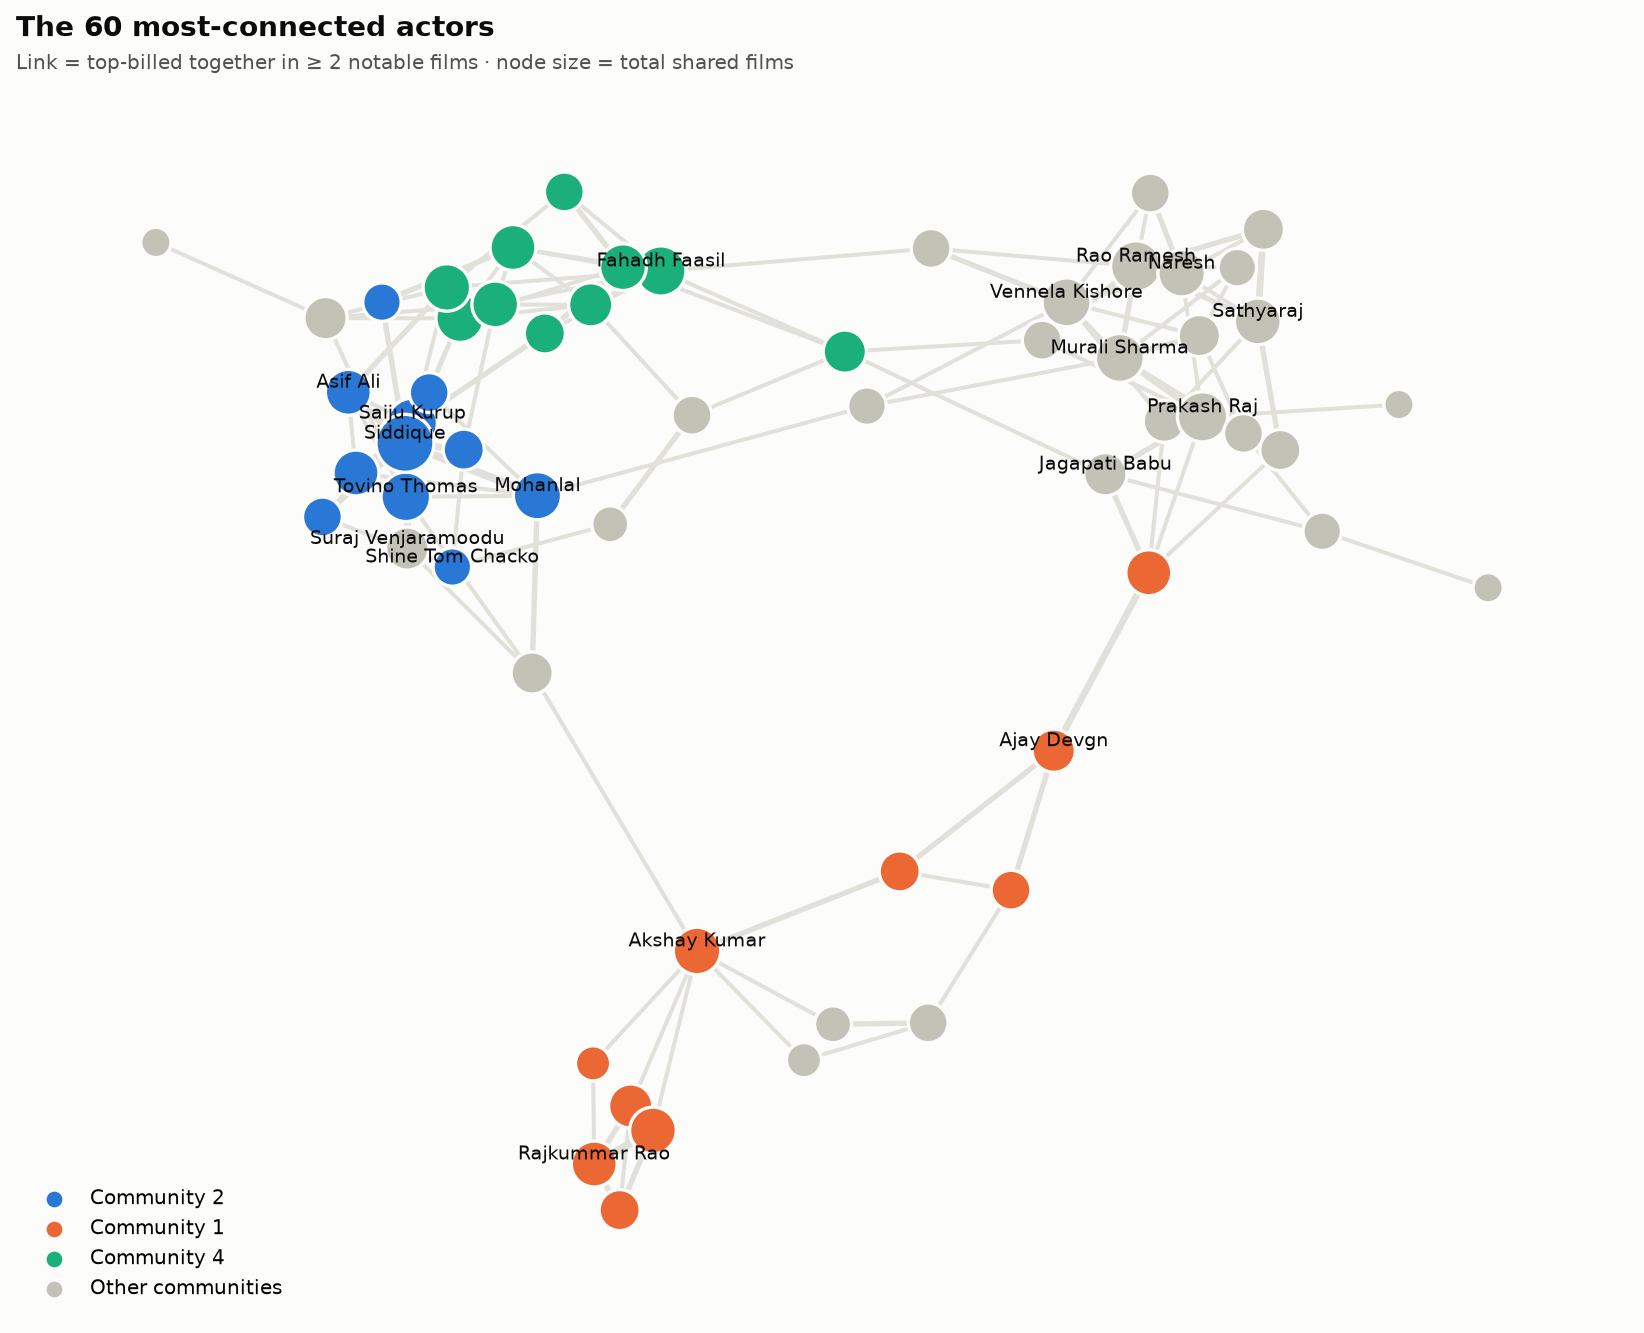 The 60 most-connected actors
Link = top-billed together in ≥ 2 notable films · node size = total shared films
Fahadh Faasil
Rao Ramesh
Naresh
Vennela Kishore
Sathyaraj
Murali Sharma
Asif Ali
Saiju Kurup
Siddique
Prakash Raj
Jagapati Babu
Tovino Thomas
Mohanlal
Suraj Venjaramoodu
Shine Tom Chacko
Ajay Devgn
Akshay Kumar
Rajkummar Rao
Community 2
Community 1
Community 4
Other communities